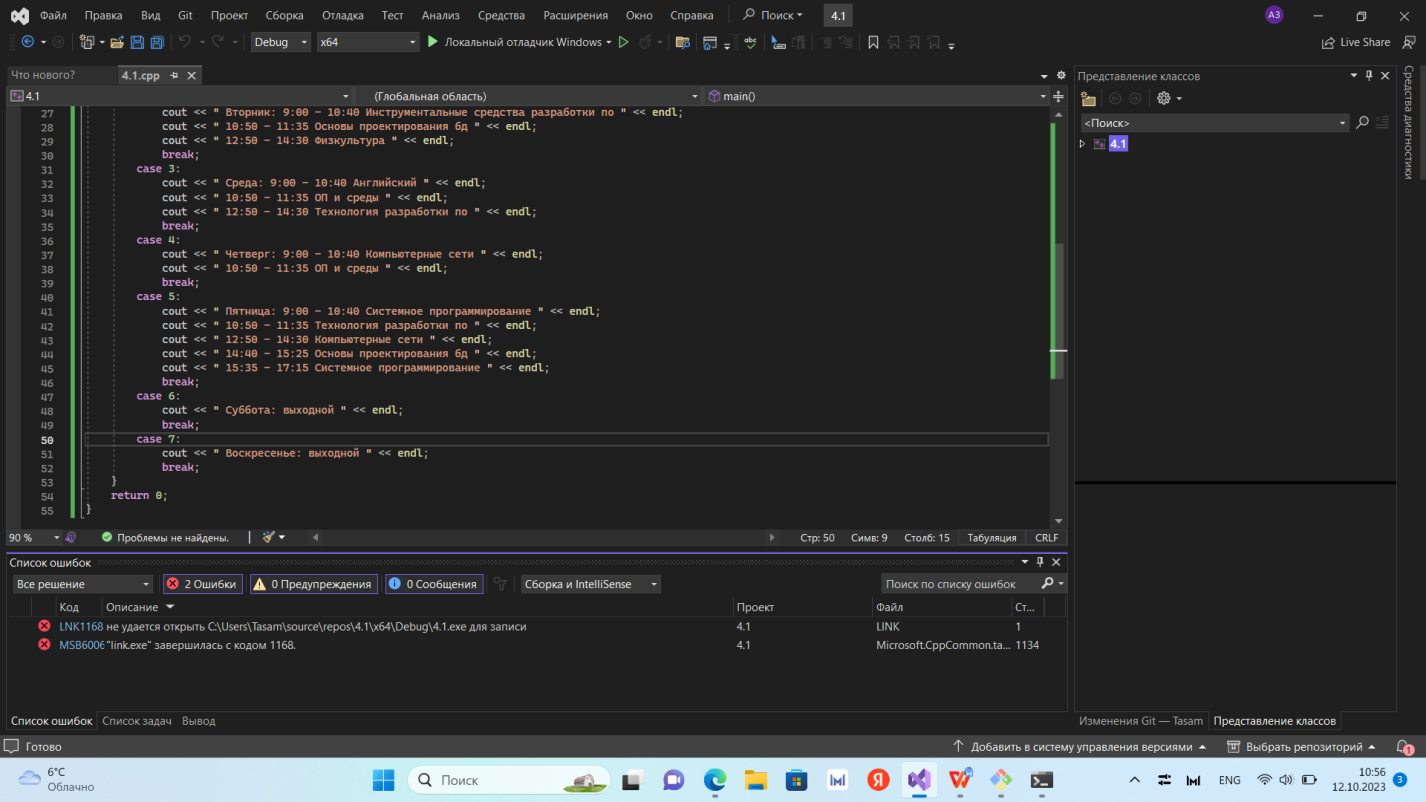 Файл Правка Вид Git Проект Сборка Отладка Тест Анализ Средства Расширения Окно Справка Поиск 4.1 АЗ
Debug x64 Локальный отладчик Windows Live Share
Что нового? 4.1.cpp
4.1 (Глобальная область) main()
27 cout << " Вторник: 9:00 - 10:40 Инструментальные средства разработки по " << endl;
28 cout << " 10:50 - 11:35 Основы проектирования бд " << endl;
29 cout << " 12:50 - 14:30 Физкультура " << endl;
30 break;
31 case 3:
32 cout << " Среда: 9:00 - 10:40 Английский " << endl;
33 cout << " 10:50 - 11:35 ОП и среды " << endl;
34 cout << " 12:50 - 14:30 Технология разработки по " << endl;
35 break;
36 case 4:
37 cout << " Четверг: 9:00 - 10:40 Компьютерные сети " << endl;
38 cout << " 10:50 - 11:35 ОП и среды " << endl;
39 break;
40 case 5:
41 cout << " Пятница: 9:00 - 10:40 Системное программирование " << endl;
42 cout << " 10:50 - 11:35 Технология разработки по " << endl;
43 cout << " 12:50 - 14:30 Компьютерные сети " << endl;
44 cout << " 14:40 - 15:25 Основы проектирования бд " << endl;
45 cout << " 15:35 - 17:15 Системное программирование " << endl;
46 break;
47 case 6:
48 cout << " Суббота: выходной " << endl;
49 break;
50 case 7:
51 cout << " Воскресенье: выходной " << endl;
52 break;
53 }
54 return 0;
55 }
90 % Проблемы не найдены. Стр: 50 Симв: 9 Столб: 15 Табуляция CRLF
Представление классов
<Поиск>
4.1
Средства диагностики
Список ошибок
Все решение 2 Ошибки 0 Предупреждения 0 Сообщения Сборка и IntelliSense Поиск по списку ошибок
Код Описание Проект Файл Ст...
LNK1168 не удается открыть C:\Users\Tasam\source\repos\4.1\x64\Debug\4.1.exe для записи 4.1 LINK 1
MSB6006 "link.exe" завершилась с кодом 1168. 4.1 Microsoft.CppCommon.ta... 1134
Список ошибок Список задач Вывод
Изменения Git — Tasam Представление классов
Готово Добавить в систему управления версиями Выбрать репозиторий 1
6°C
Облачно
Поиск
ENG
10:56
12.10.2023 3